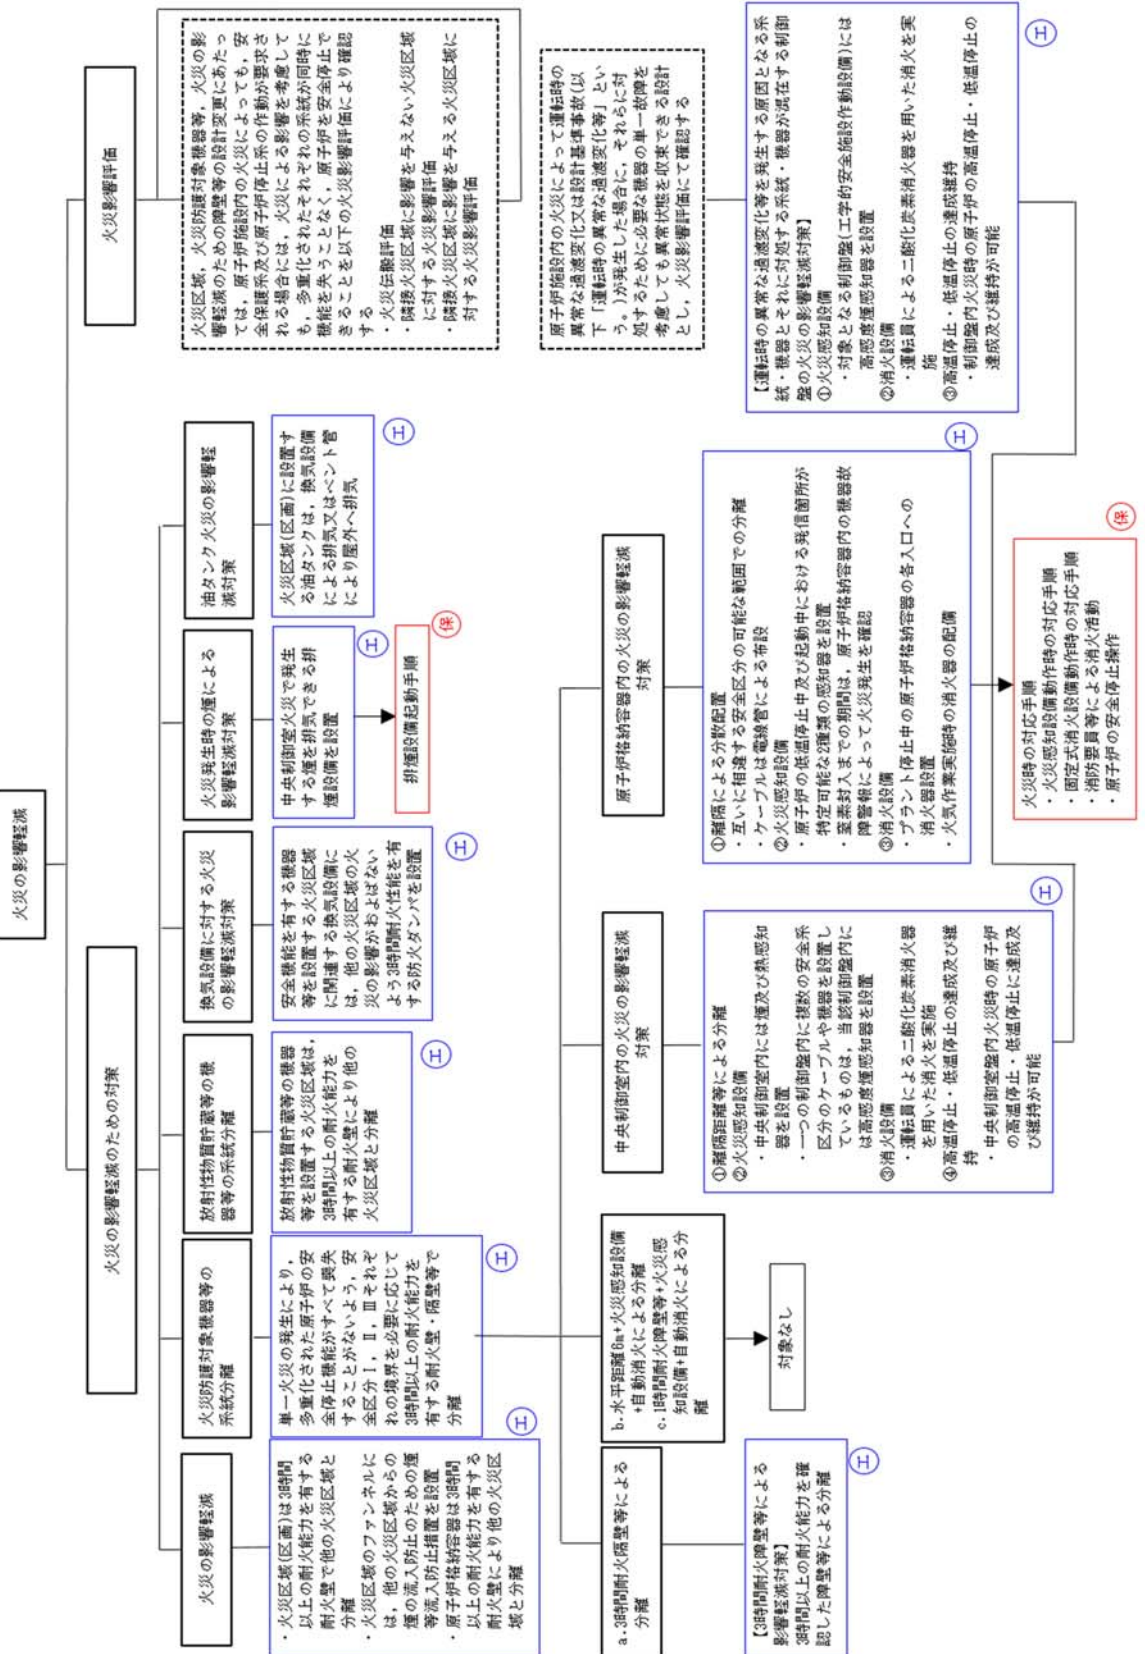 火災の影響軽減
火災の影響軽減のための対策
火災影響評価
火災の影響軽減
・火災区域(区画)は3時間
以上の耐火能力を有する
耐火壁で他の火災区域と
分離
・火災区域のファンネルに
は,他の火災区域からの
煙の流入防止のための煙
等流入防止措置を設置
・原子炉格納容器は3時間
以上の耐火能力を有する
耐火壁により他の火災区
域と分離
エ
火災防護対象機器等の
系統分離
単一火災の発生により,
多重化された原子炉の安
全停止機能がすべて喪失
することがないよう,安
全区分Ⅰ,Ⅱ,Ⅲそれぞ
れの境界を必要に応じて
3時間以上の耐火能力を
有する耐火壁・隔壁等で
分離
エ
放射性物質貯蔵等の機
器等の系統分離
放射性物質貯蔵等の機器
等を設置する火災区域は,
3時間以上の耐火能力を
有する耐火壁により他の
火災区域と分離
エ
換気設備に対する火災
の影響軽減対策
安全機能を有する機器
等を設置する火災区域
に関連する換気設備に
は,他の火災区域の火
災の影響がおよばない
よう3時間耐火性能を有
する防火ダンパを設置
エ
火災発生時の煙による
影響軽減対策
中央制御室火災で発生
する煙を排気できる排
煙設備を設置
エ
排煙設備起動手順
保
油タンク火災の影響軽
減対策
火災区域(区画)に設置す
る油タンクは,換気設備
による排気又はベント管
により屋外へ排気
エ
火災区域,火災防護対象機器等,火災の影
響軽減のための障壁等の設計変更にあたっ
ては,原子炉施設内の火災によっても,安
全保護系及び原子炉停止系の作動が要求さ
れる場合には,火災による影響を考慮して
も,多重化されたそれぞれの系統が同時に
機能を失うことなく,原子炉を安全停止で
きることを以下の火災影響評価により確認
する
・火災伝播評価
・隣接火災区域に影響を与えない火災区域
に対する火災影響評価
・隣接火災区域に影響を与える火災区域に
対する火災影響評価
a.3時間耐火隔壁等による
分離
【3時間耐火障壁等による
影響軽減対策】
3時間以上の耐火能力を確
認した障壁等による分離
エ
b.水平距離6m+火災感知設備
+自動消火による分離
c.1時間耐火障壁等+火災感
知設備+自動消火による分
離
対象なし
中央制御室内の火災の影響軽減
対策
①離隔距離等による分離
②火災感知設備
・中央制御室内には煙及び熱感知
器を設置
・一つの制御盤内に複数の安全系
区分のケーブルや機器を設置し
ているものは,当該制御盤内に
は高感度煙感知器を設置
③消火設備
・運転員による二酸化炭素消火器
を用いた消火を実施
④高温停止・低温停止の達成及び維
持
・中央制御室盤内火災時の原子炉
の高温停止・低温停止に達成及
び維持が可能
エ
原子炉格納容器内の火災の影響軽減
対策
①離隔による分散配置
・互いに相違する安全区分の可能な範囲での分離
・ケーブルは電線管による布設
②火災感知設備
・原子炉の低温停止中及び起動中における発信箇所が
特定可能な2種類の感知器を設置
・窒素封入までの期間は,原子炉格納容器内の機器故
障警報によって火災発生を確認
③消火設備
・プラント停止中の原子炉格納容器の各入口への
消火器設置
・火気作業実施時の消火器の配備
エ
火災時の対応手順
・火災感知設備動作時の対応手順
・固定式消火設備動作時の対応手順
・消防要員等による消火活動
・原子炉の安全停止操作
保
原子炉施設内の火災によって運転時の
異常な過渡変化又は設計基準事故(以
下「運転時の異常な過渡変化等」とい
う。)が発生した場合に,それらに対
処するために必要な機器の単一故障を
考慮しても異常状態を収束できる設計
とし,火災影響評価にて確認する
【運転時の異常な過渡変化等を発生する原因となる系
統・機器とそれに対処する系統・機器が混在する制御
盤の火災の影響軽減対策】
①火災感知設備
・対象となる制御盤(工学的安全施設作動設備)には
高感度煙感知器を設置
②消火設備
・運転員による二酸化炭素消火器を用いた消火を実
施
③高温停止・低温停止の達成維持
・制御盤内火災時の原子炉の高温停止・低温停止の
達成及び維持が可能
エ